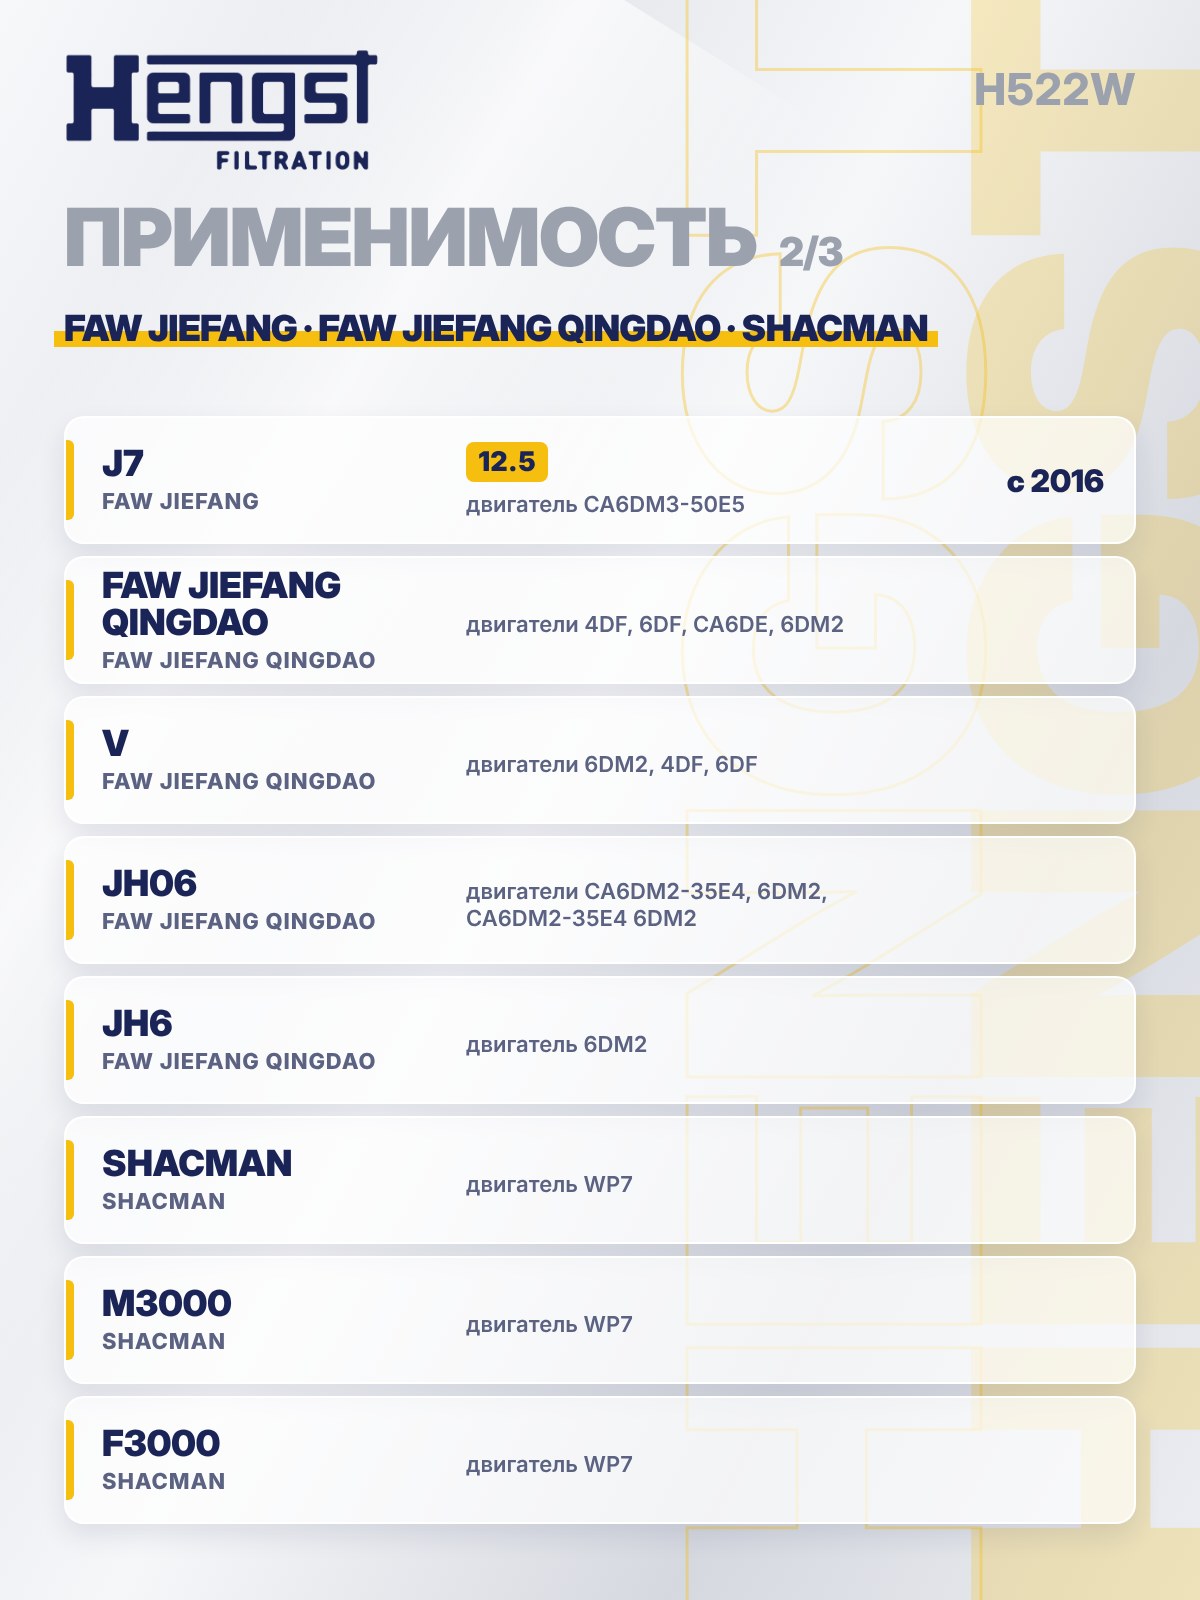 Hengst
FILTRATION
H522W
ПРИМЕНИМОСТЬ 2/3
FAW JIEFANG · FAW JIEFANG QINGDAO · SHACMAN
J7
FAW JIEFANG
12.5
двигатель CA6DM3-50E5
с 2016
FAW JIEFANG
QINGDAO
FAW JIEFANG QINGDAO
двигатели 4DF, 6DF, CA6DE, 6DM2
V
FAW JIEFANG QINGDAO
двигатели 6DM2, 4DF, 6DF
JH06
FAW JIEFANG QINGDAO
двигатели CA6DM2-35E4, 6DM2,
CA6DM2-35E4 6DM2
JH6
FAW JIEFANG QINGDAO
двигатель 6DM2
SHACMAN
SHACMAN
двигатель WP7
M3000
SHACMAN
двигатель WP7
F3000
SHACMAN
двигатель WP7
HENGST
HENGST